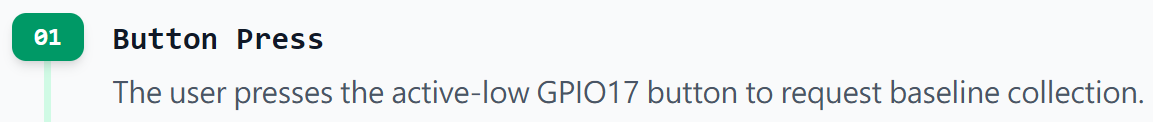 01
Button Press
The user presses the active-low GPIO17 button to request baseline collection.